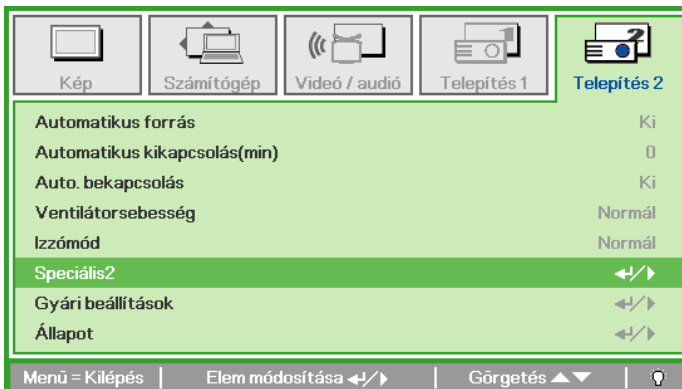 Kép
Számítógép
Videó / audió
Telepítés 1
Telepítés 2
Automatikus forrás Ki
Automatikus kikapcsolás(min) 0
Auto. bekapcsolás Ki
Ventilátorsebesség Normál
Izzómód Normál
Speciális2 ↵/▶
Gyári beállítások ↵/▶
Állapot ↵/▶
Menü = Kilépés | Elem módosítása ↵/▶ | Görgetés ▲▼ |